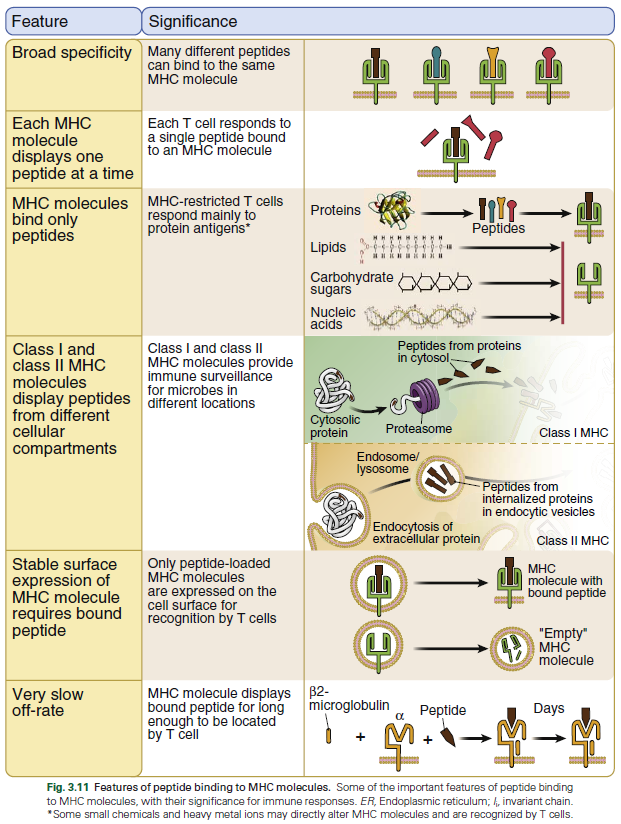 Feature
Significance
Broad specificity
Many different peptides
can bind to the same
MHC molecule
Each MHC
molecule
displays one
peptide at a time
Each T cell responds to
a single peptide bound
to an MHC molecule
MHC molecules
bind only
peptides
MHC-restricted T cells
respond mainly to
protein antigens*
Proteins
Peptides
Lipids
Carbohydrate
sugars
Nucleic
acids
Class I and
class II MHC
molecules
display peptides
from different
cellular
compartments
Class I and class II
MHC molecules provide
immune surveillance
for microbes in
different locations
Peptides from proteins
in cytosol
Cytosolic
protein
Proteasome
Class I MHC
Endosome/
lysosome
Peptides from
internalized proteins
in endocytic vesicles
Endocytosis of
extracellular protein
Class II MHC
Stable surface
expression of
MHC molecule
requires bound
peptide
Only peptide-loaded
MHC molecules
are expressed on the
cell surface for
recognition by T cells
MHC
molecule with
bound peptide
"Empty"
MHC
molecule
Very slow
off-rate
MHC molecule displays
bound peptide for long
enough to be located
by T cell
β2-
microglobulin
α
Peptide
Days
+
+
Fig. 3.11 Features of peptide binding to MHC molecules. Some of the important features of peptide binding
to MHC molecules, with their significance for immune responses. ER, Endoplasmic reticulum; Ii, invariant chain.
*Some small chemicals and heavy metal ions may directly alter MHC molecules and are recognized by T cells.